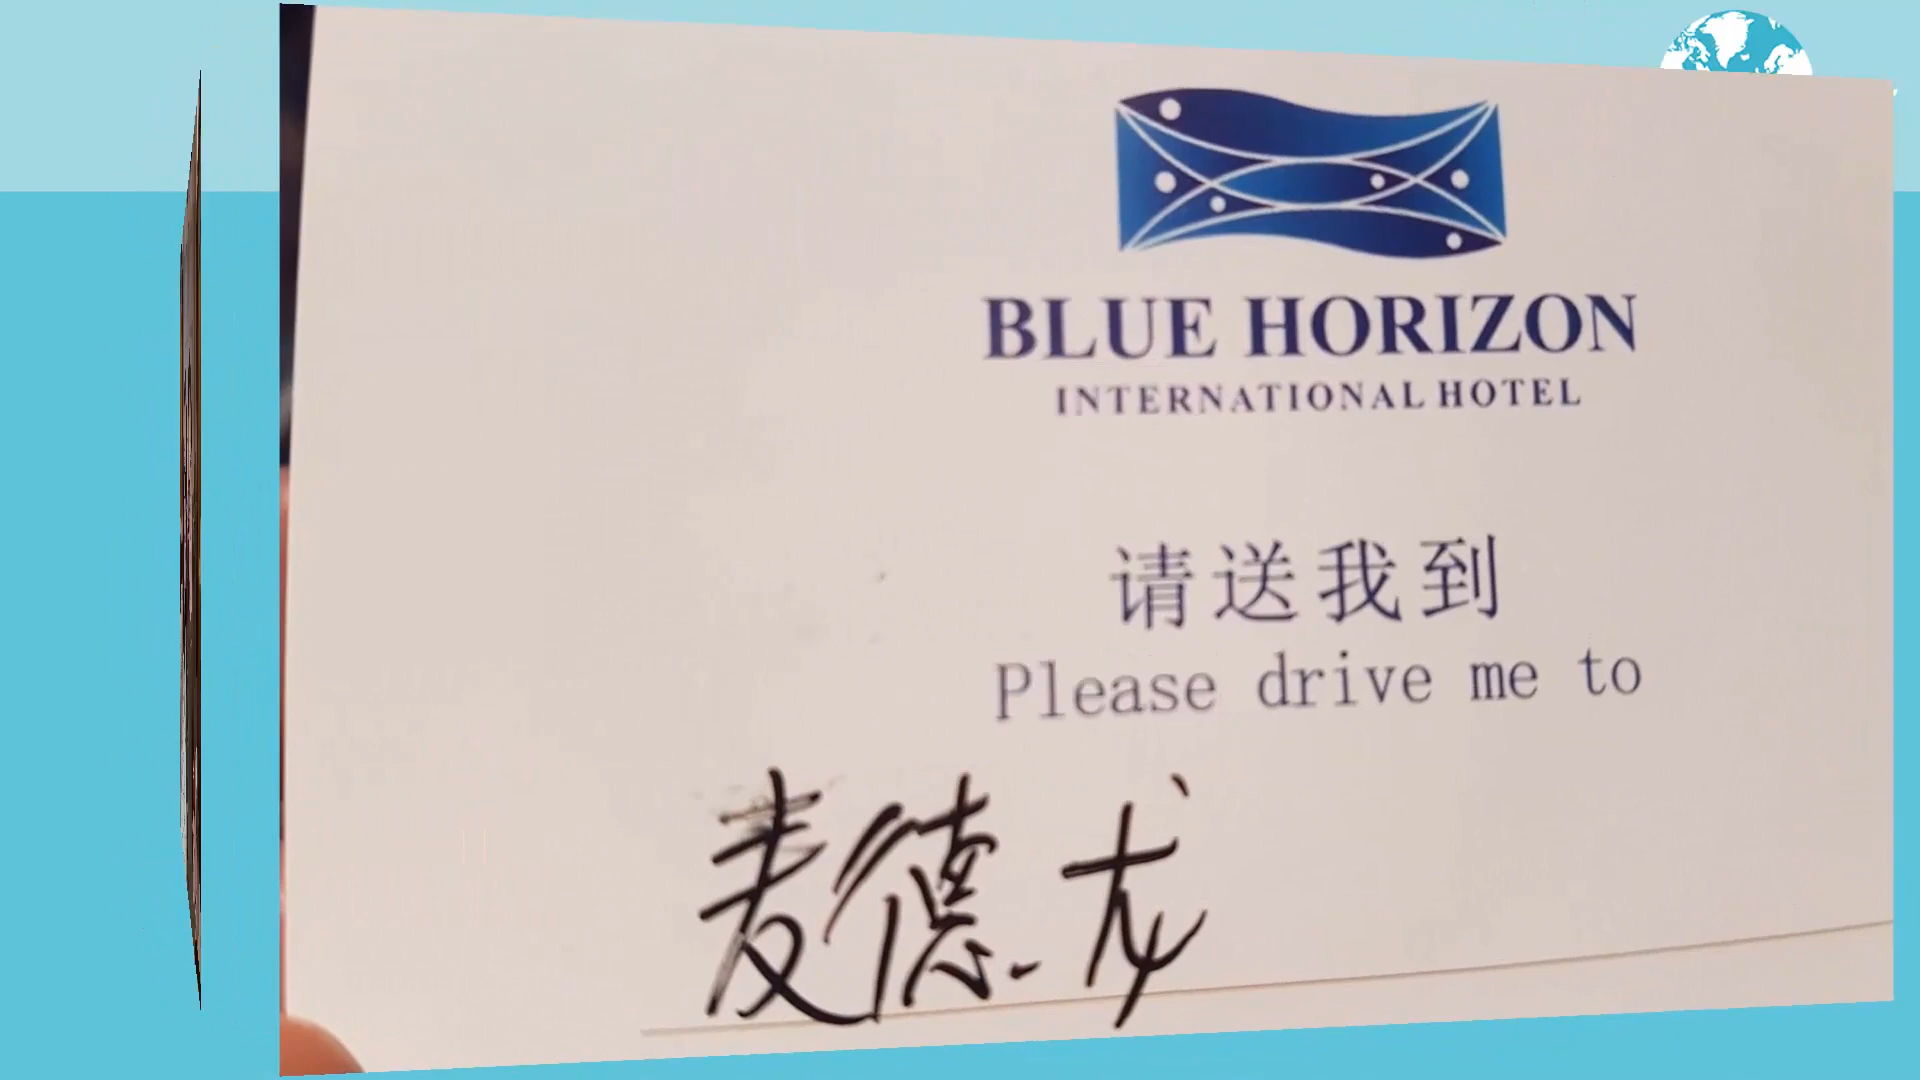 BLUE HORIZON
INTERNATIONAL HOTEL
请送我到
Please drive me to
麦德龙